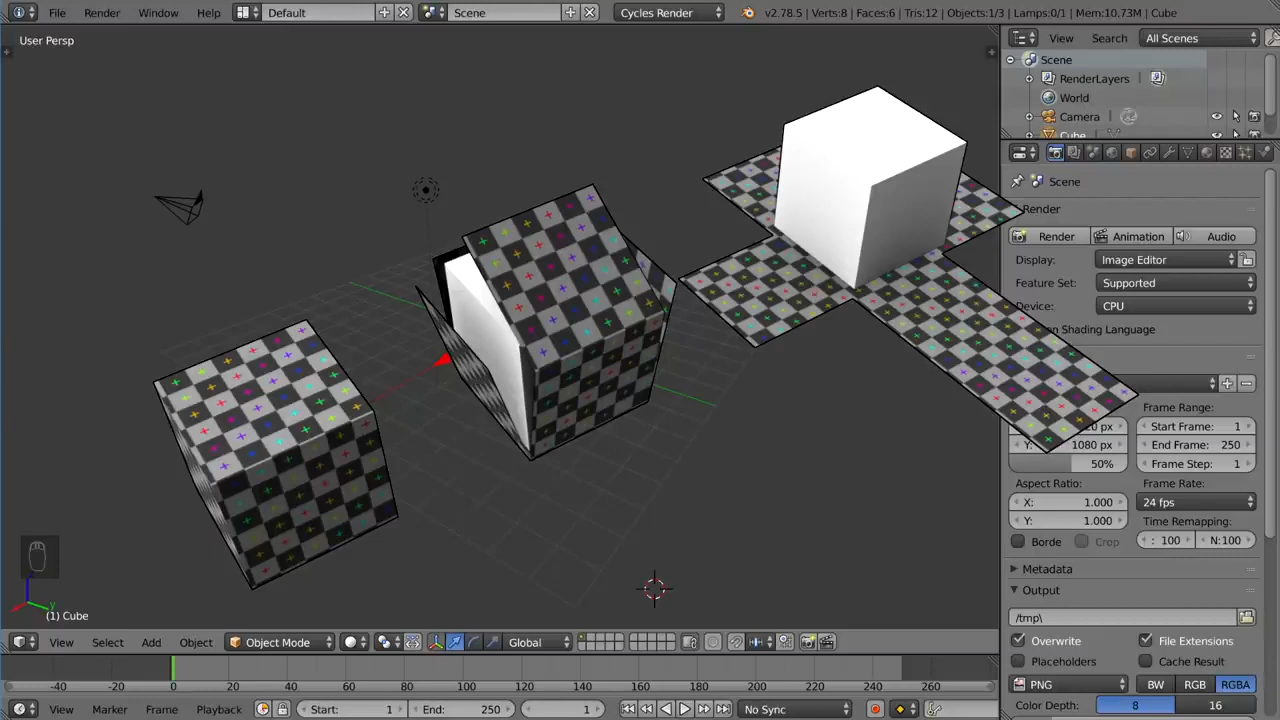 File Render Window Help Default Scene Cycles Render v2.78.5 | Verts:8 | Faces:6 | Tris:12 | Objects:1/3 | Lamps:0/1 | Mem:10.73M | Cube
User Persp
View Search All Scenes
Scene
RenderLayers
World
Camera
Cube
Scene
Render
Render Animation Audio
Display: Image Editor
Feature Set: Supported
Device: CPU
n Shading Language
Frame Range:
0 px Start Frame: 1
Y: 1080 px End Frame: 250
50% Frame Step: 1
Aspect Ratio: Frame Rate:
X: 1.000 24 fps
Y: 1.000 Time Remapping:
Borde Crop : 100 N:100
Metadata
Output
/tmp\
Overwrite File Extensions
Placeholders Cache Result
PNG BW RGB RGBA
Color Depth: 8 16
z
y
(1) Cube
View Select Add Object Object Mode Global
-40 -20 0 20 40 60 80 100 120 140 160 180 200 220 240 260
View Marker Frame Playback Start: 1 End: 250 1 No Sync